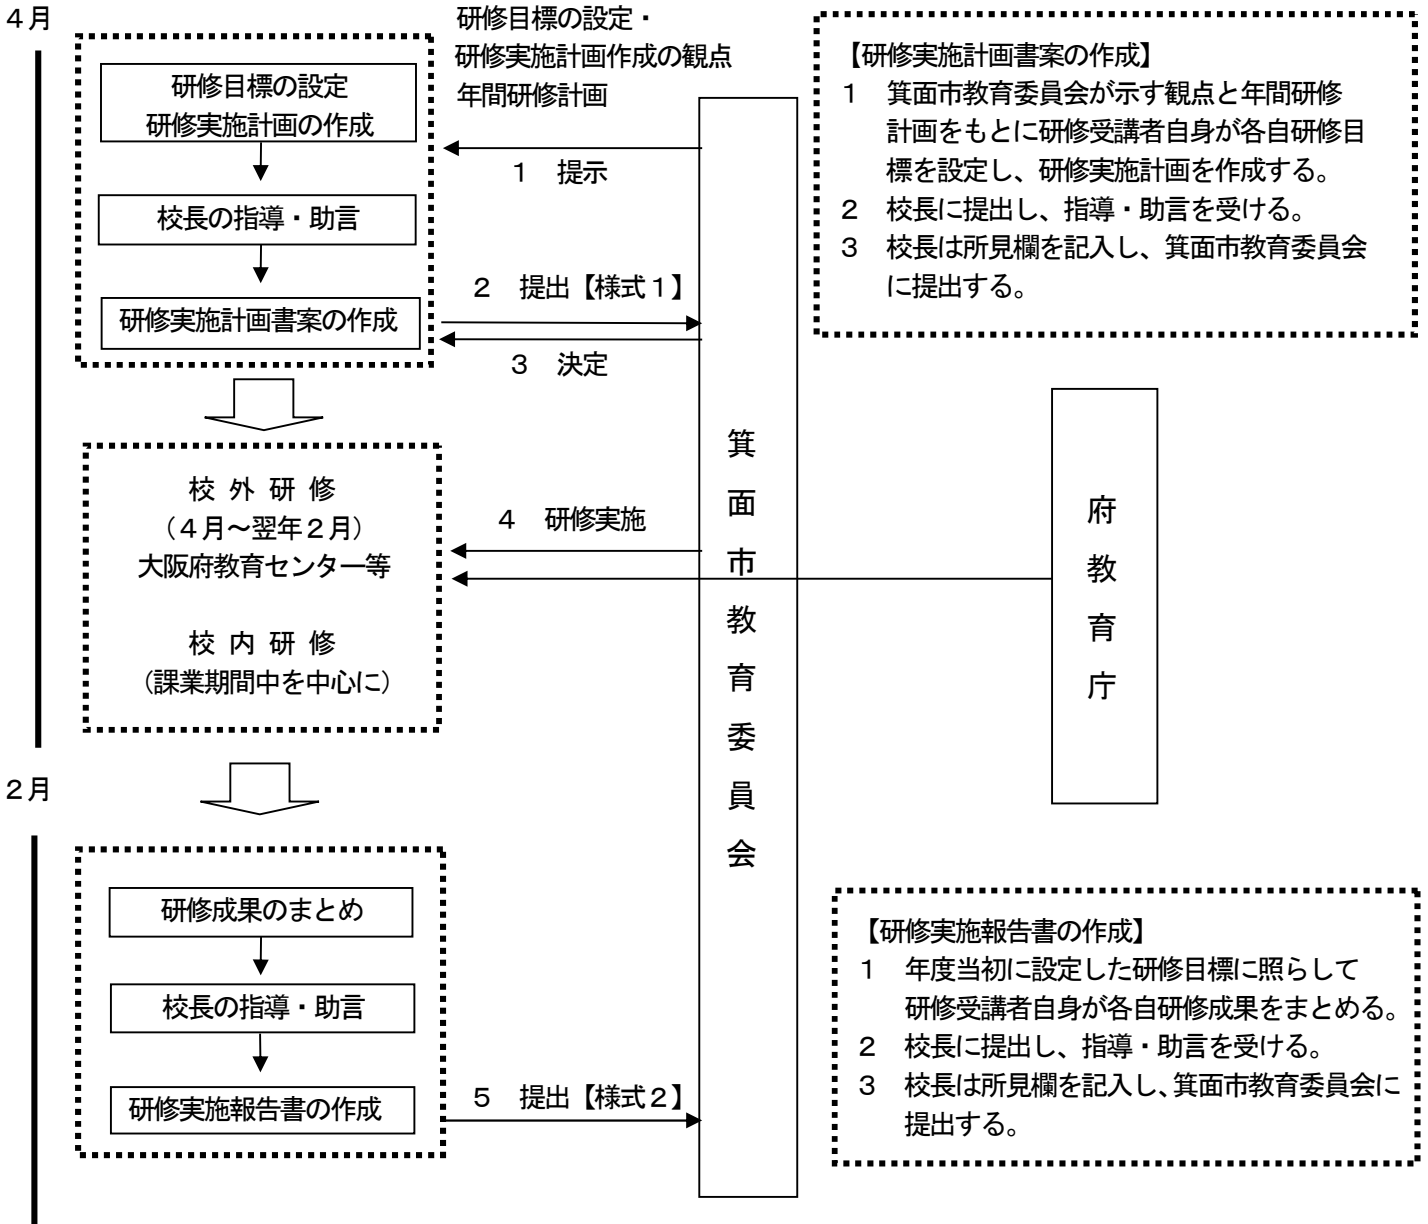 ４月
研修目標の設定・
研修実施計画作成の観点
年間研修計画
研修目標の設定
研修実施計画の作成
校長の指導・助言
研修実施計画書案の作成
１　提示
２　提出【様式１】
３　決定
【研修実施計画書案の作成】
１　箕面市教育委員会が示す観点と年間研修
計画をもとに研修受講者自身が各自研修目
標を設定し、研修実施計画を作成する。
２　校長に提出し、指導・助言を受ける。
３　校長は所見欄を記入し、箕面市教育委員会
に提出する。
校 外 研 修
（４月～翌年２月）
大阪府教育センター等
校 内 研 修
（課業期間中を中心に）
４　研修実施
箕面市教育委員会
府教育庁
２月
研修成果のまとめ
校長の指導・助言
研修実施報告書の作成
５　提出【様式２】
【研修実施報告書の作成】
１　年度当初に設定した研修目標に照らして
研修受講者自身が各自研修成果をまとめる。
２　校長に提出し、指導・助言を受ける。
３　校長は所見欄を記入し、箕面市教育委員会に
提出する。